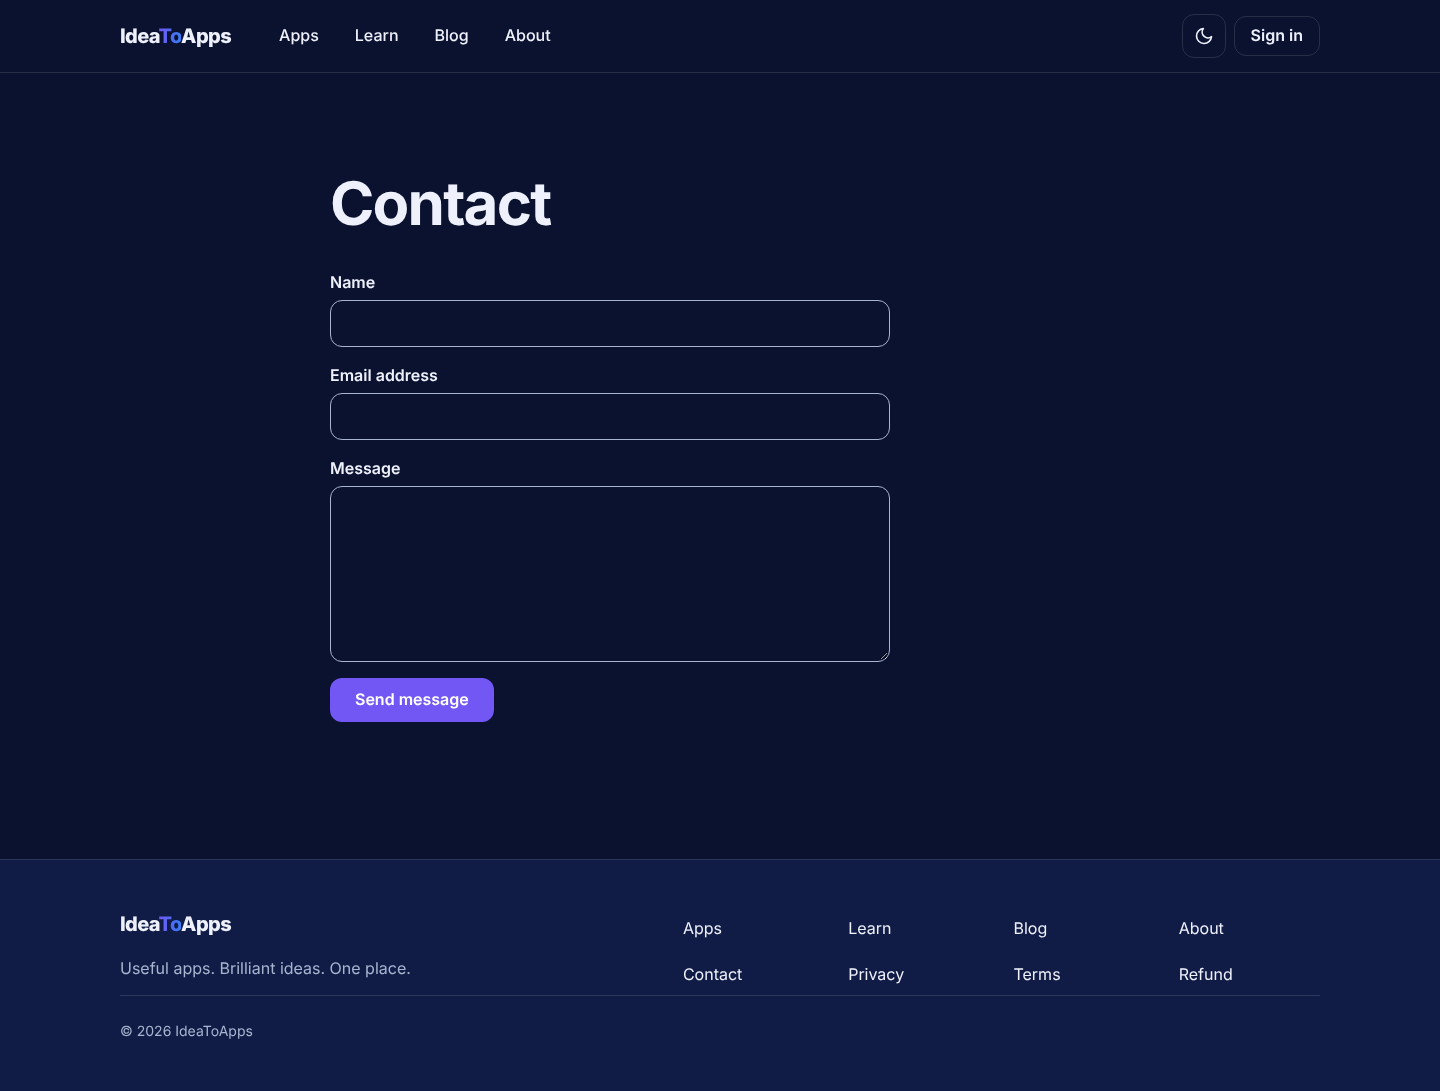 IdeaToApps Apps Learn Blog About Sign in
Contact
Name
Email address
Message
Send message
IdeaToApps
Useful apps. Brilliant ideas. One place.
Apps Learn Blog About
Contact Privacy Terms Refund
© 2026 IdeaToApps